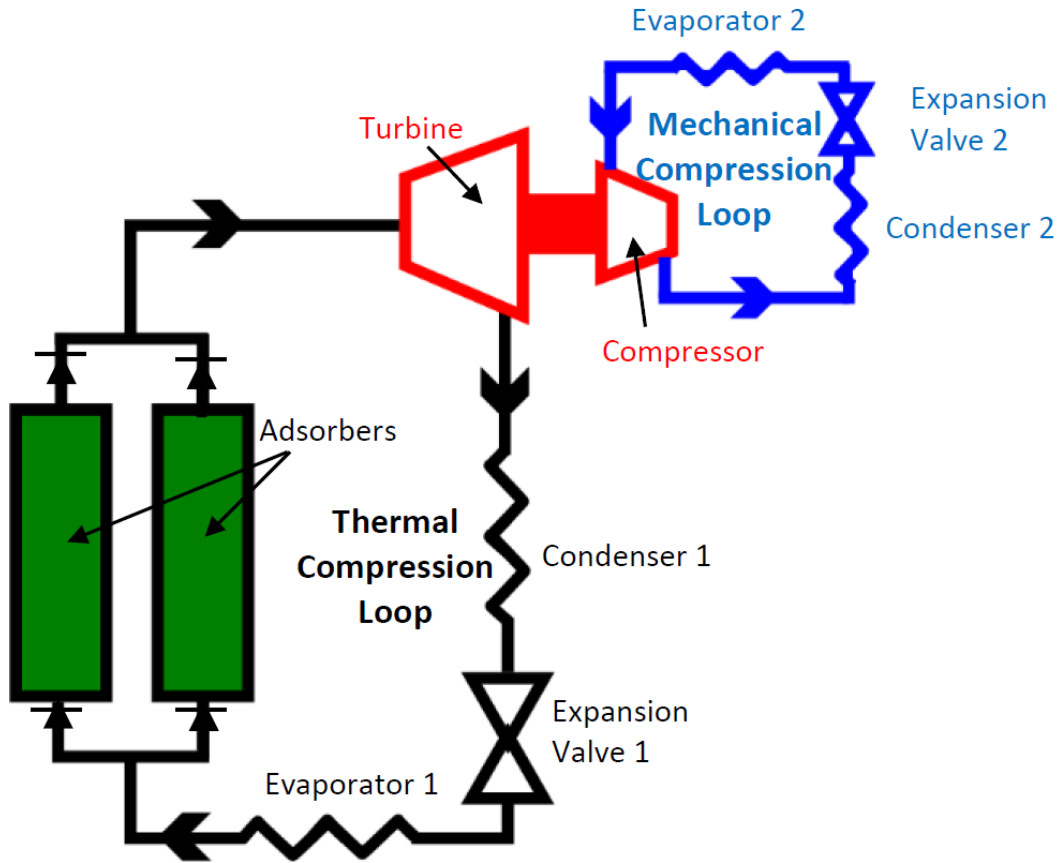 Evaporator 2
Turbine
Mechanical
Compression
Loop
Expansion
Valve 2
Condenser 2
Compressor
Adsorbers
Thermal
Compression
Loop
Condenser 1
Expansion
Valve 1
Evaporator 1